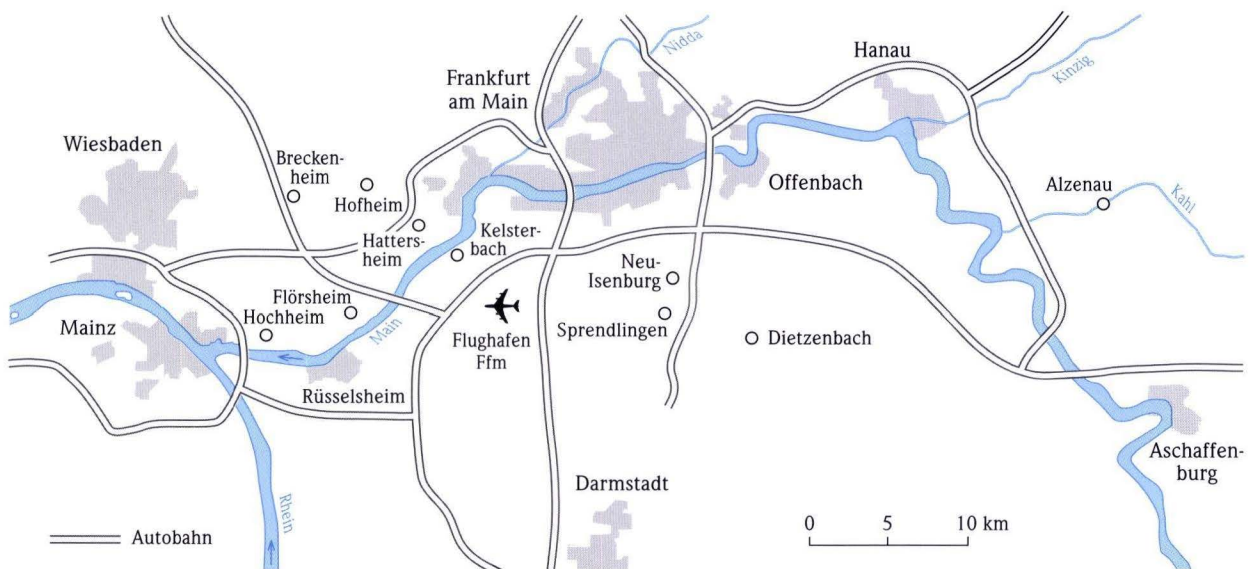 Nidda
Hanau
Kinzig
Frankfurt
am Main
Wiesbaden
Brecken-
heim
Hofheim
Offenbach
Alzenau
Kahl
Hatters-
heim
Kelster-
bach
Neu-
Isenburg
Flörsheim
Hochheim
Main
Mainz
Flughafen
Ffm
Sprendlingen
Dietzenbach
Rüsselsheim
Aschaffen-
burg
Darmstadt
Rhein
0 5 10 km
Autobahn